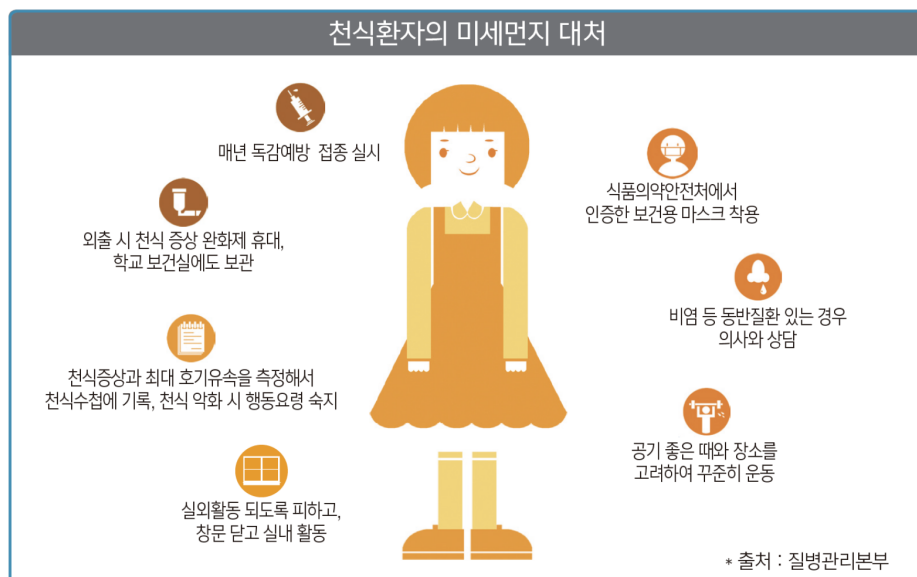 천식환자의 미세먼지 대처
매년 독감예방 접종 실시
외출 시 천식 증상 완화제 휴대,
학교 보건실에도 보관
천식증상과 최대 호기유속을 측정해서
천식수첩에 기록, 천식 악화 시 행동요령 숙지
실외활동 되도록 피하고,
창문 닫고 실내 활동
식품의약안전처에서
인증한 보건용 마스크 착용
비염 등 동반질환 있는 경우
의사와 상담
공기 좋은 때와 장소를
고려하여 꾸준히 운동
* 출처 : 질병관리본부